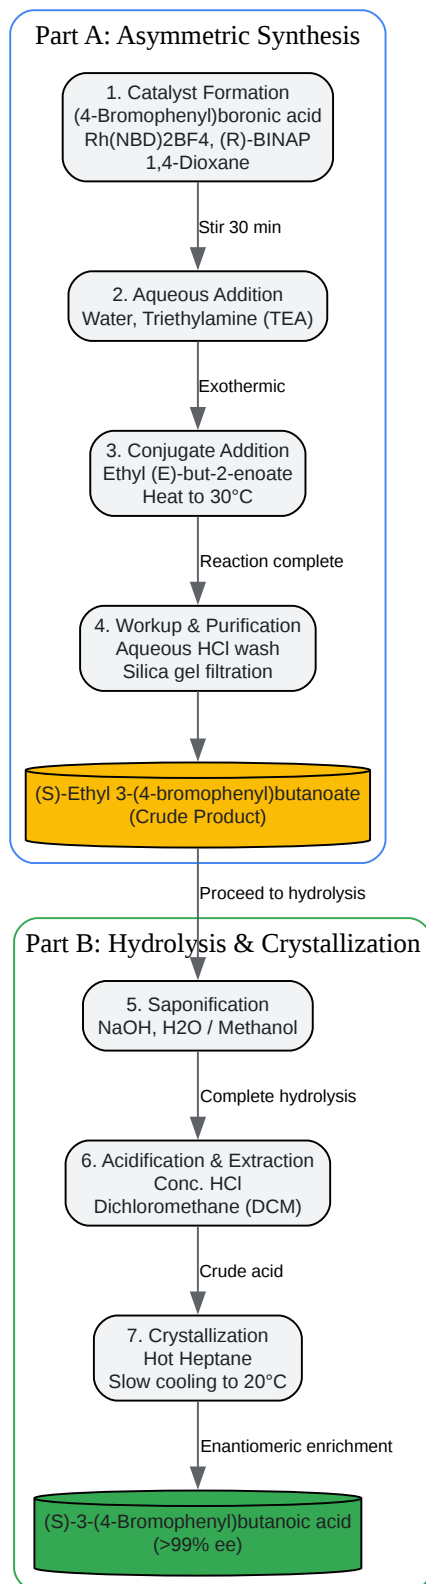 Part A: Asymmetric Synthesis
1. Catalyst Formation
(4-Bromophenyl)boronic acid
Rh(NBD)2BF4, (R)-BINAP
1,4-Dioxane
Stir 30 min
2. Aqueous Addition
Water, Triethylamine (TEA)
Exothermic
3. Conjugate Addition
Ethyl (E)-but-2-enoate
Heat to 30°C
Reaction complete
4. Workup & Purification
Aqueous HCl wash
Silica gel filtration
(S)-Ethyl 3-(4-bromophenyl)butanoate
(Crude Product)
Proceed to hydrolysis
Part B: Hydrolysis & Crystallization
5. Saponification
NaOH, H2O / Methanol
Complete hydrolysis
6. Acidification & Extraction
Conc. HCl
Dichloromethane (DCM)
Crude acid
7. Crystallization
Hot Heptane
Slow cooling to 20°C
Enantiomeric enrichment
(S)-3-(4-Bromophenyl)butanoic acid
(>99% ee)